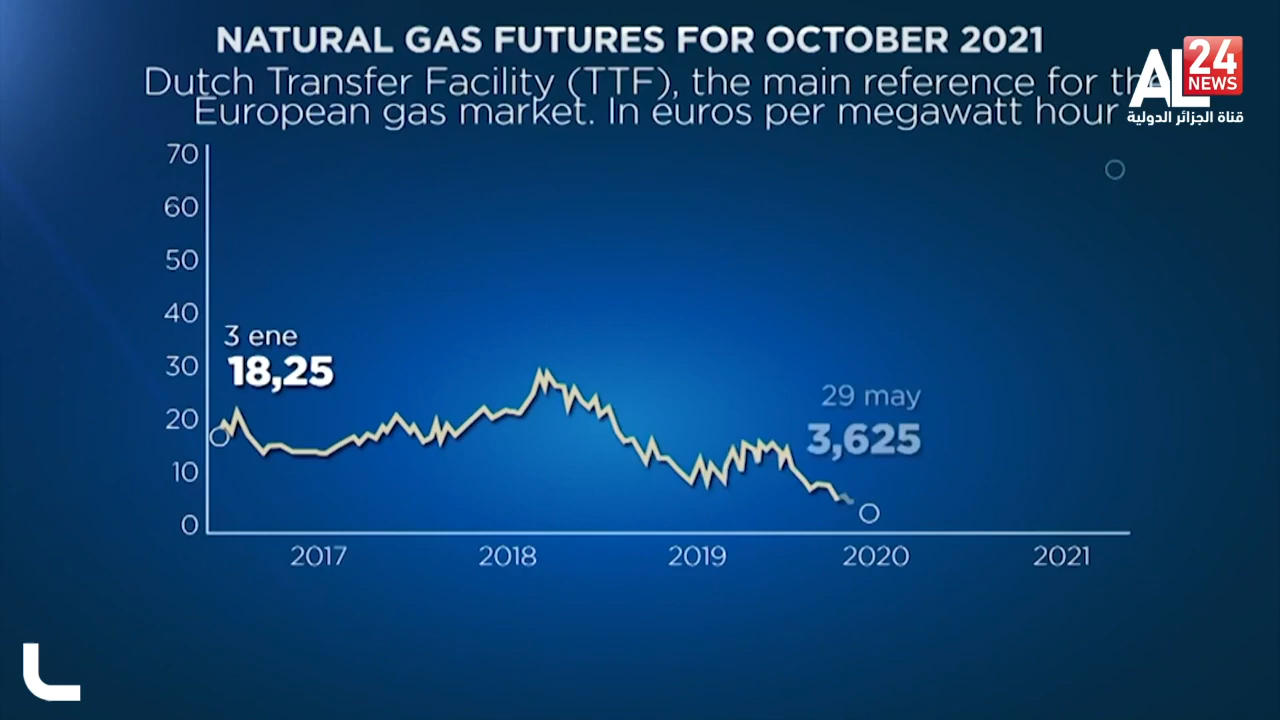 NATURAL GAS FUTURES FOR OCTOBER 2021
Dutch Transfer Facility (TTF), the main reference for the
European gas market. In euros per megawatt hour
AL
24
NEWS
قناة الجزائر الدولية
70
60
50
40
30
20
10
0
3 ene
18,25
29 may
3,625
2017
2018
2019
2020
2021